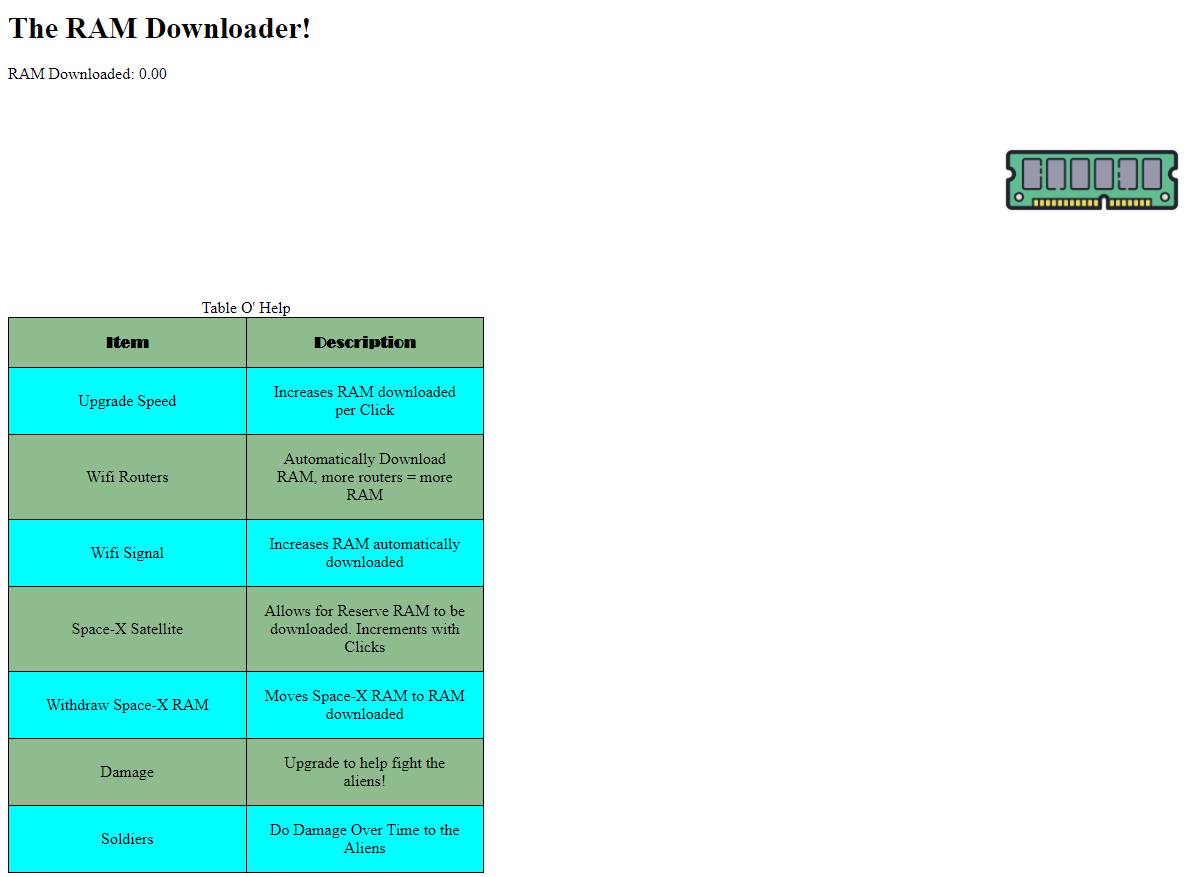 The RAM Downloader!
RAM Downloaded: 0.00
Table O' Help
Item
Description
Upgrade Speed
Increases RAM downloaded
per Click
Wifi Routers
Automatically Download
RAM, more routers = more
RAM
Wifi Signal
Increases RAM automatically
downloaded
Space-X Satellite
Allows for Reserve RAM to be
downloaded. Increments with
Clicks
Withdraw Space-X RAM
Moves Space-X RAM to RAM
downloaded
Damage
Upgrade to help fight the
aliens!
Soldiers
Do Damage Over Time to the
Aliens